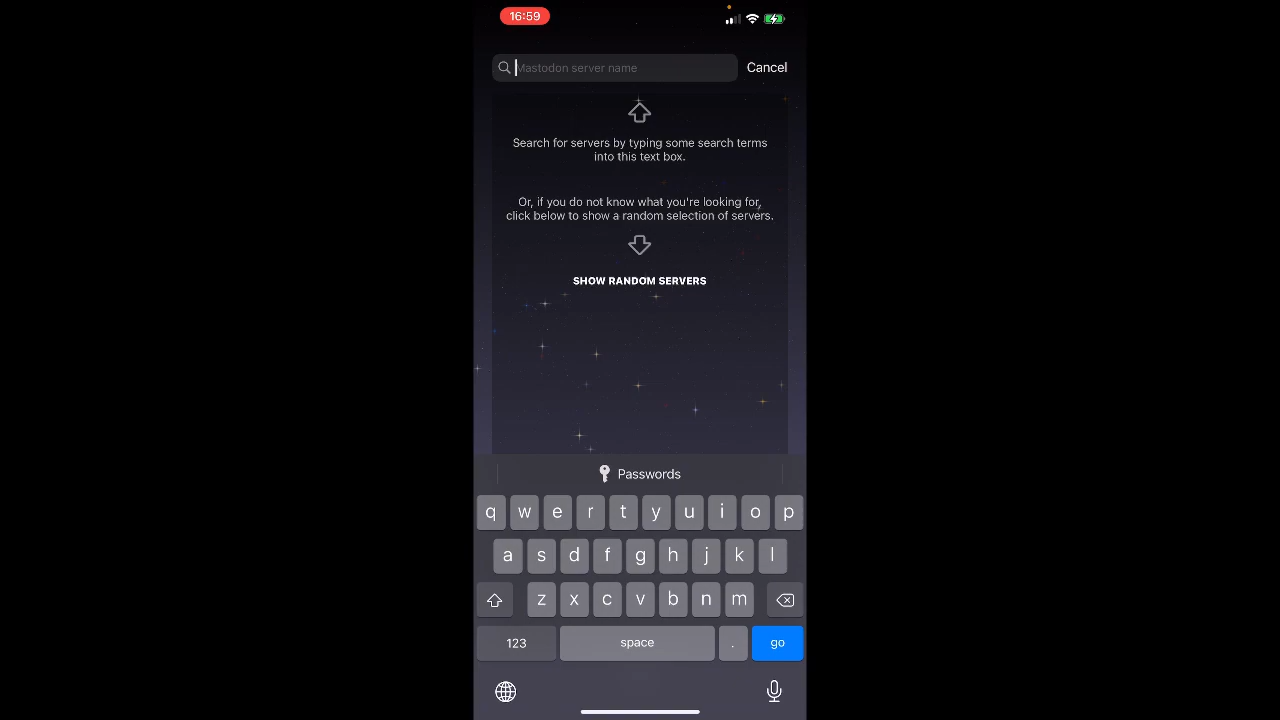 16:59
Mastodon server name
Cancel
Search for servers by typing some search terms
into this text box.
Or, if you do not know what you're looking for,
click below to show a random selection of servers.
SHOW RANDOM SERVERS
Passwords
q w e r t y u i o p
a s d f g h j k l
z x c v b n m
123 space . go